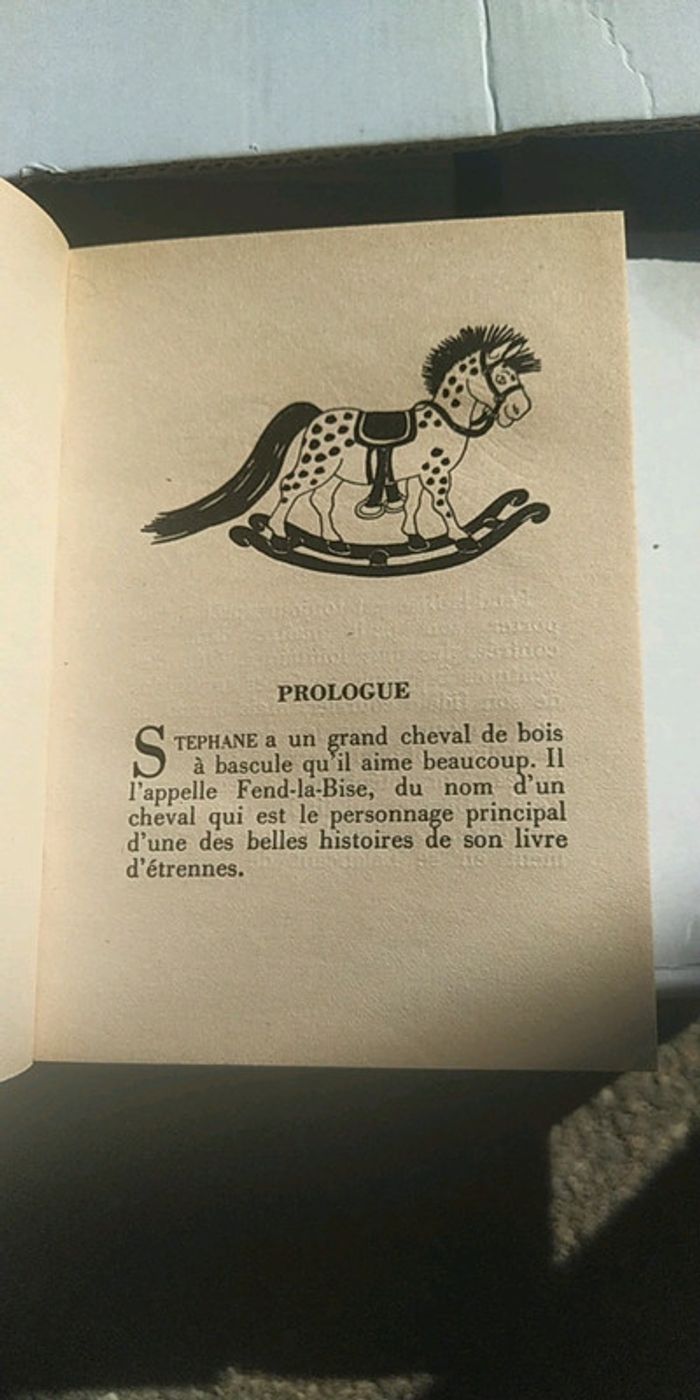 PROLOGUE
STEPHANE a un grand cheval de bois
à bascule qu'il aime beaucoup. Il
l'appelle Fend-la-Bise, du nom d'un
cheval qui est le personnage principal
d'une des belles histoires de son livre
d'étrennes.